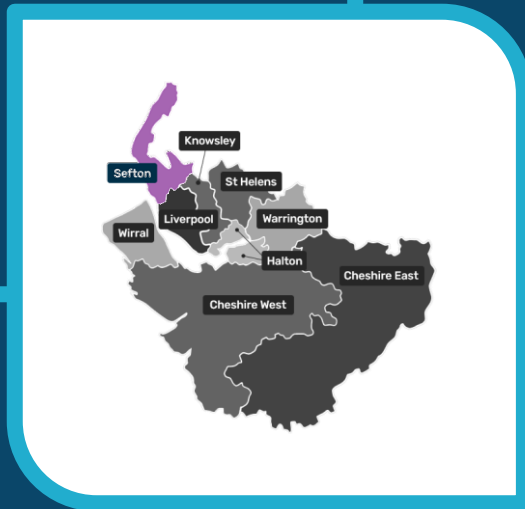 Knowsley
Sefton
St Helens
Liverpool
Warrington
Wirral
Halton
Cheshire East
Cheshire West